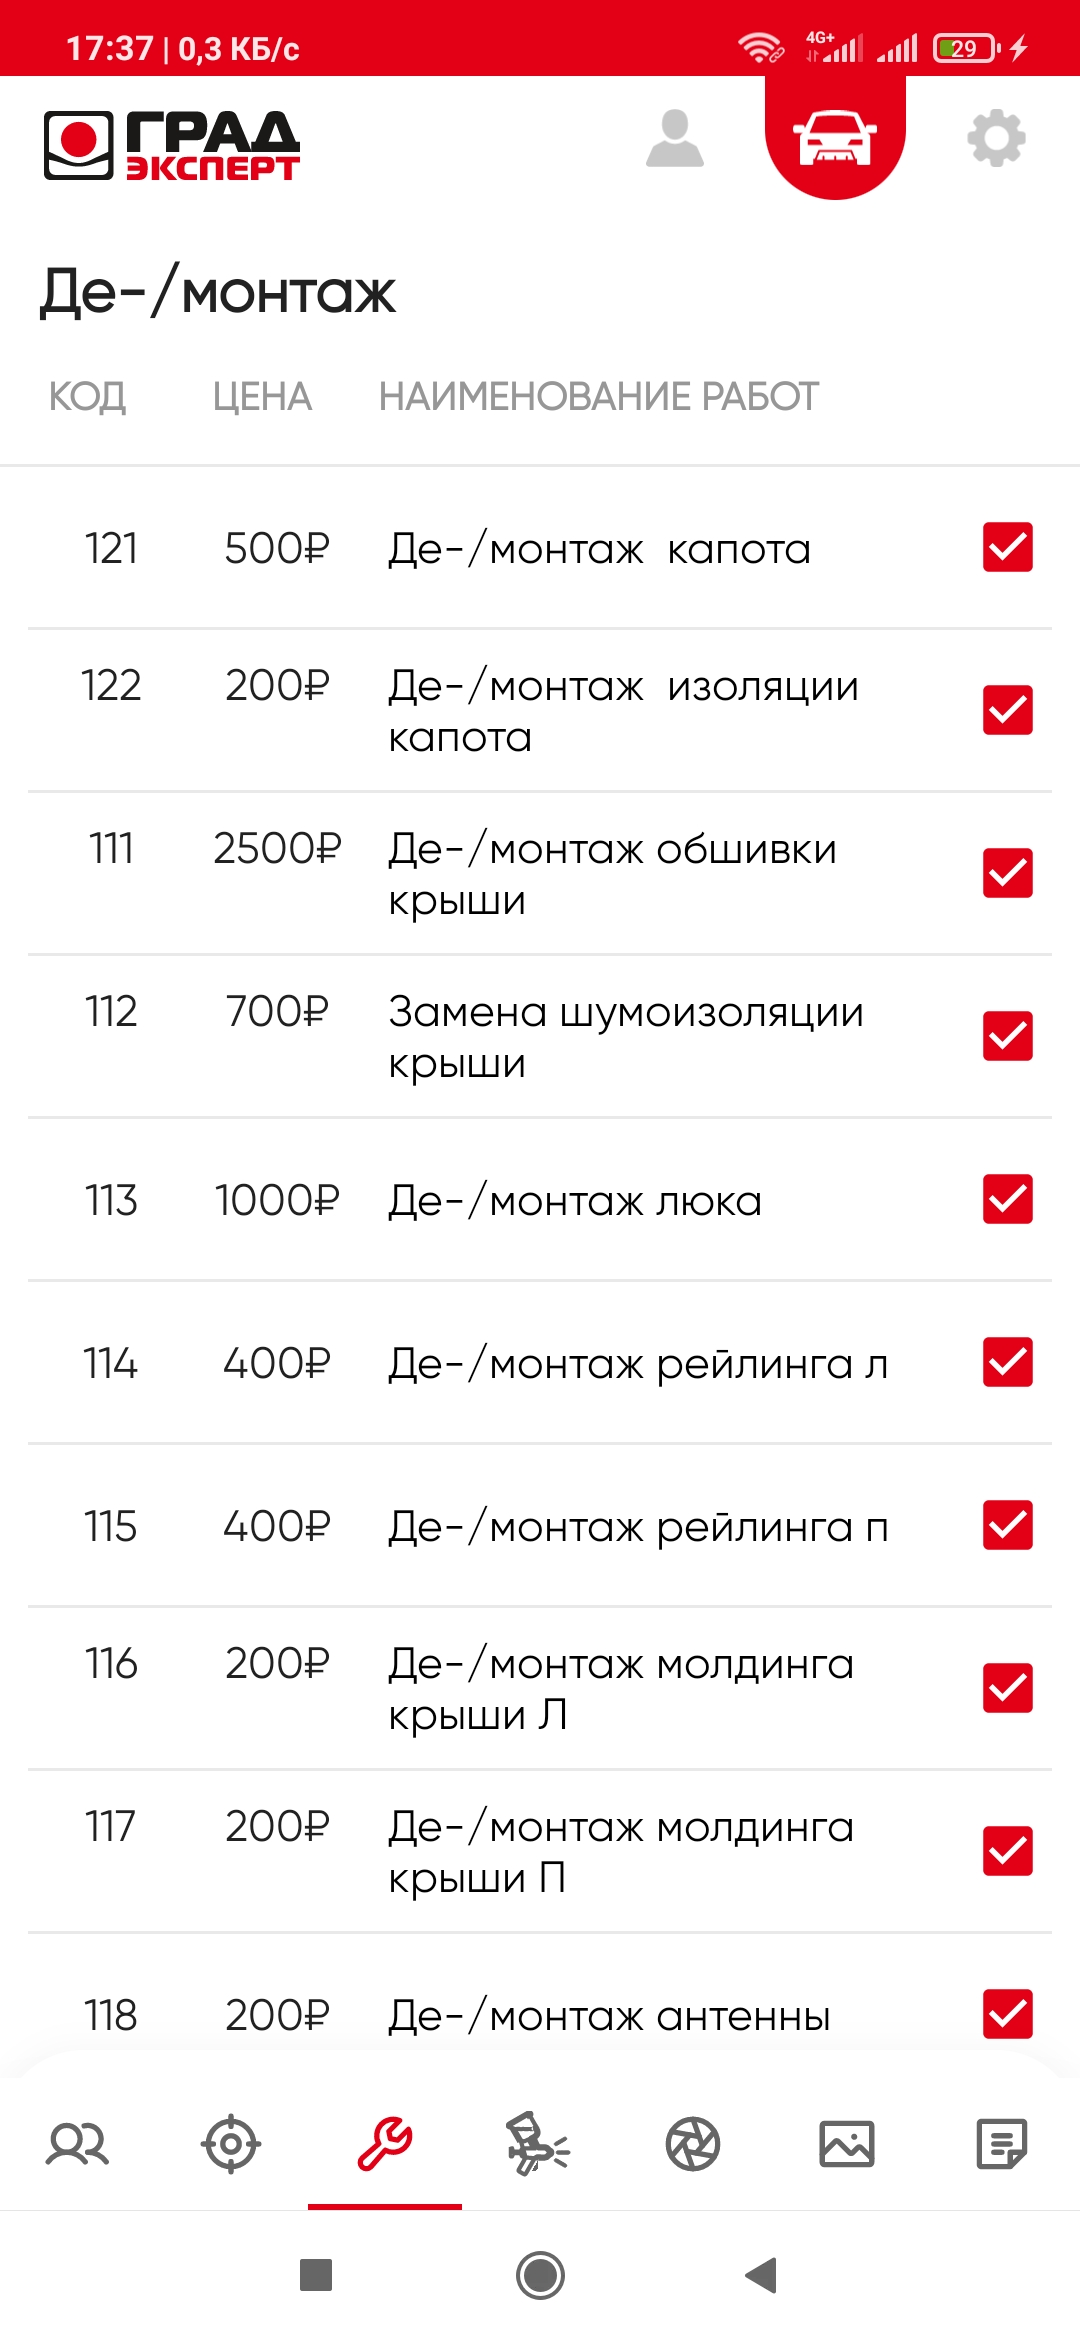 17:37 | 0,3 КБ/с 4G+ 29
ГРАД
ЭКСПЕРТ
Де-/монтаж
КОД ЦЕНА НАИМЕНОВАНИЕ РАБОТ
121 500₽ Де-/монтаж капота
122 200₽ Де-/монтаж изоляции
капота
111 2500₽ Де-/монтаж обшивки
крыши
112 700₽ Замена шумоизоляции
крыши
113 1000₽ Де-/монтаж люка
114 400₽ Де-/монтаж рейлинга л
115 400₽ Де-/монтаж рейлинга п
116 200₽ Де-/монтаж молдинга
крыши Л
117 200₽ Де-/монтаж молдинга
крыши П
118 200₽ Де-/монтаж антенны